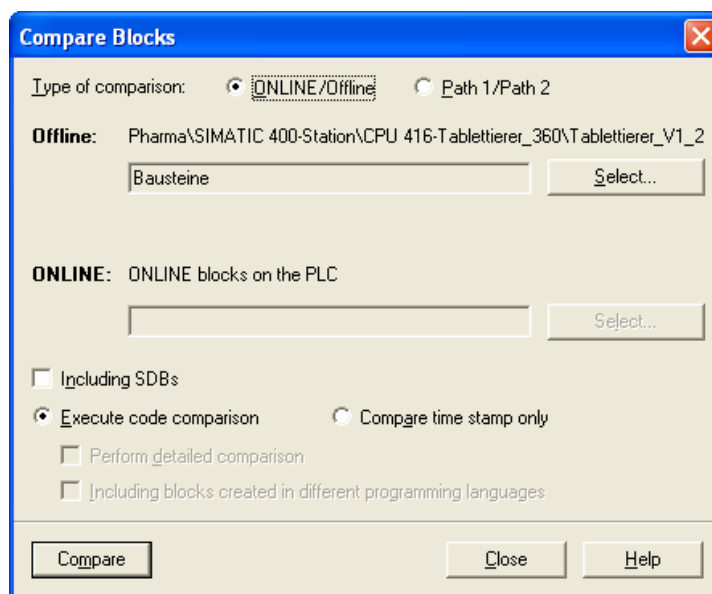 Compare Blocks
Type of comparison: ONLINE/Offline Path 1/Path 2
Offline: Pharma\SIMATIC 400-Station\CPU 416-Tablettierer_360\Tablettierer_V1_2
Bausteine Select...
ONLINE: ONLINE blocks on the PLC
Select...
Including SDBs
Execute code comparison Compare time stamp only
Perform detailed comparison
Including blocks created in different programming languages
Compare Close Help